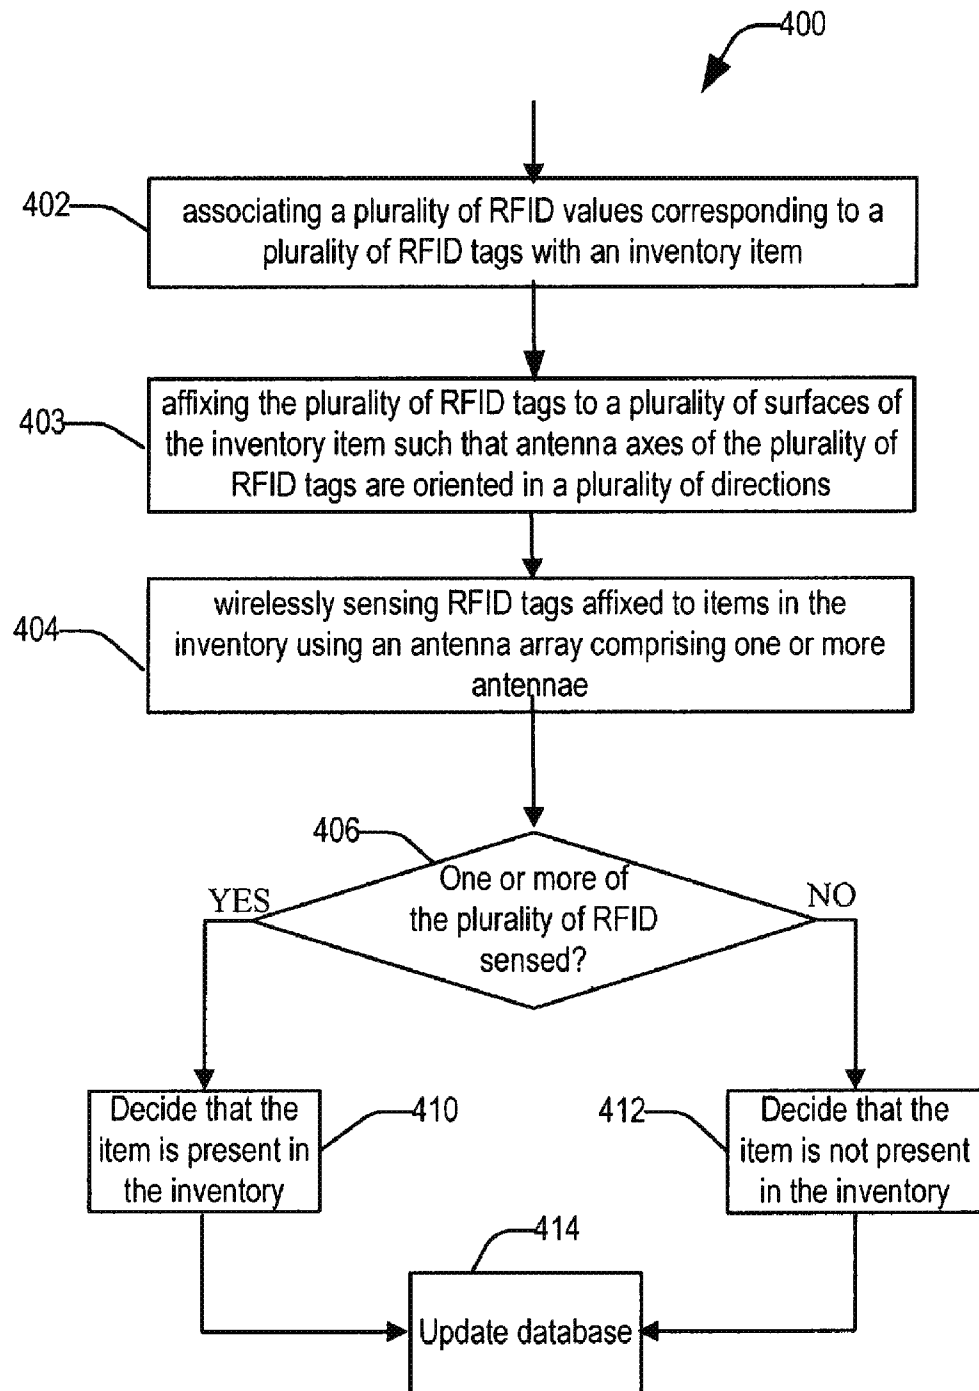 400
402
associating a plurality of RFID values corresponding to a
plurality of RFID tags with an inventory item
403
affixing the plurality of RFID tags to a plurality of surfaces of
the inventory item such that antenna axes of the plurality of
RFID tags are oriented in a plurality of directions
404
wirelessly sensing RFID tags affixed to items in the
inventory using an antenna array comprising one or more
antennae
406
YES
One or more of
the plurality of RFID
sensed?
NO
Decide that the
item is present in
the inventory
410
412
Decide that the
item is not present
in the inventory
414
Update database